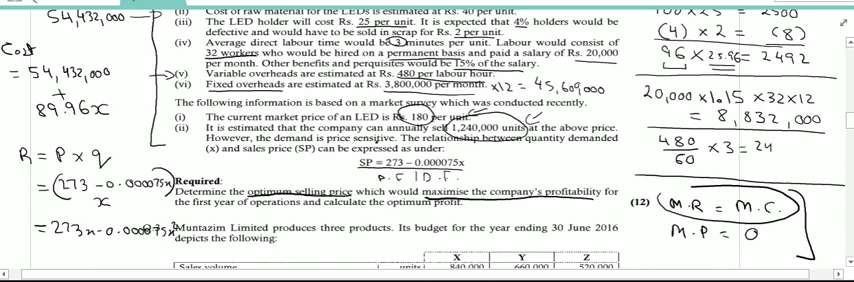 54,432,000
(ii) Cost of raw material for the LEDs is estimated at Rs. 40 per unit.
(iii) The LED holder will cost Rs. 25 per unit. It is expected that 4% holders would be
defective and would have to be sold in scrap for Rs. 2 per unit.
(iv) Average direct labour time would be 3 minutes per unit. Labour would consist of
32 workers who would be hired on a permanent basis and paid a salary of Rs. 20,000
per month. Other benefits and perquisites would be 15% of the salary.
(v) Variable overheads are estimated at Rs. 480 per labour hour.
(vi) Fixed overheads are estimated at Rs. 3,800,000 per month. ×12 = 45,600,000
The following information is based on a market survey which was conducted recently.
(i) The current market price of an LED is Rs. 180 per unit.
(ii) It is estimated that the company can annually sell 1,240,000 units at the above price.
However, the demand is price sensitive. The relationship between quantity demanded
(x) and sales price (SP) can be expressed as under:
SP = 273 – 0.000075x
P.F | D.F.
Required:
Determine the optimum selling price which would maximise the company's profitability for
the first year of operations and calculate the optimum profit.
(12)
Muntazim Limited produces three products. Its budget for the year ending 30 June 2016
depicts the following:
X Y Z
Sales volume units 840,000 660,000 520,000
Cost
= 54,432,000
+
89.96x
R = P × q
= (273 - 0.000075x)
x
= 273x - 0.000075x²
100 × 25 = 2500
(4) × 2 = (8)
96 × 25.96 = 2492
20,000 × 1.15 × 32 × 12
= 8,832,000
480
60 × 3 = 24
M.R = M.C.
M.P = 0